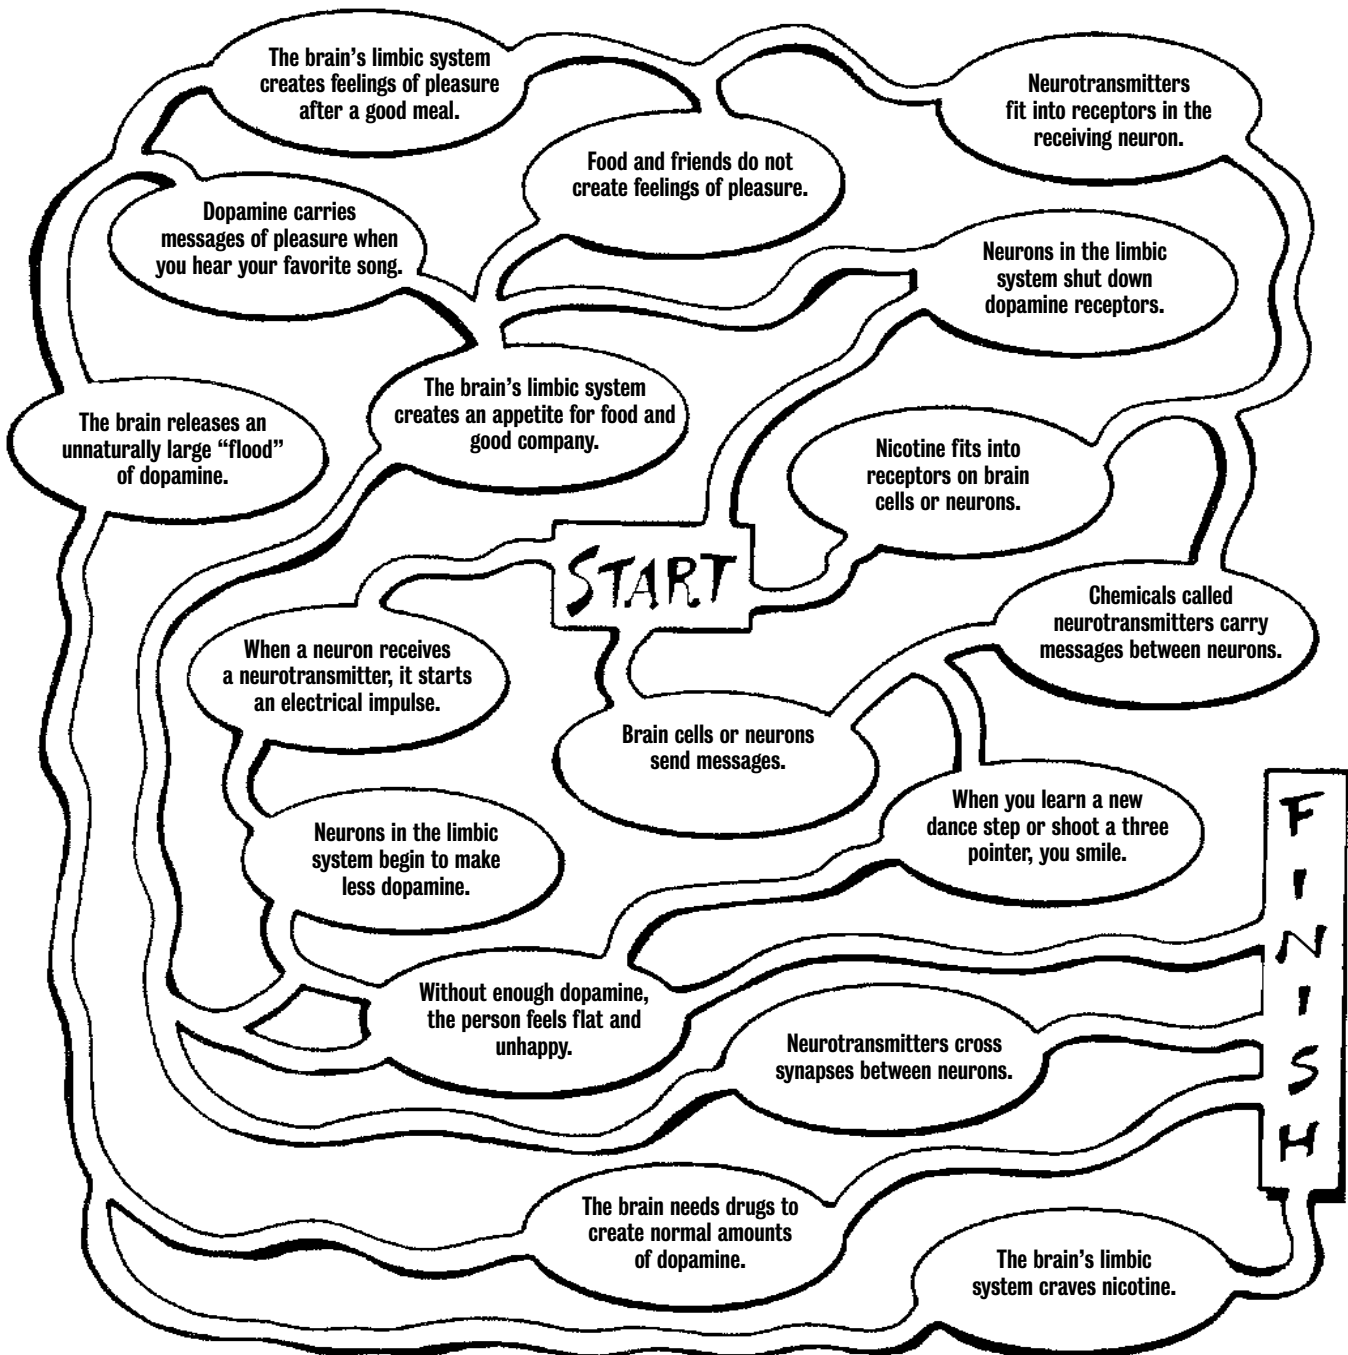 The brain's limbic system
creates feelings of pleasure
after a good meal.
Neurotransmitters
fit into receptors in the
receiving neuron.
Food and friends do not
create feelings of pleasure.
Dopamine carries
messages of pleasure when
you hear your favorite song.
Neurons in the limbic
system shut down
dopamine receptors.
The brain releases an
unnaturally large “flood”
of dopamine.
The brain's limbic system
creates an appetite for food and
good company.
Nicotine fits into
receptors on brain
cells or neurons.
START
Chemicals called
neurotransmitters carry
messages between neurons.
When a neuron receives
a neurotransmitter, it starts
an electrical impulse.
Brain cells or neurons
send messages.
When you learn a new
dance step or shoot a three
pointer, you smile.
Neurons in the limbic
system begin to make
less dopamine.
FINISH
Without enough dopamine,
the person feels flat and
unhappy.
Neurotransmitters cross
synapses between neurons.
The brain needs drugs to
create normal amounts
of dopamine.
The brain's limbic
system craves nicotine.